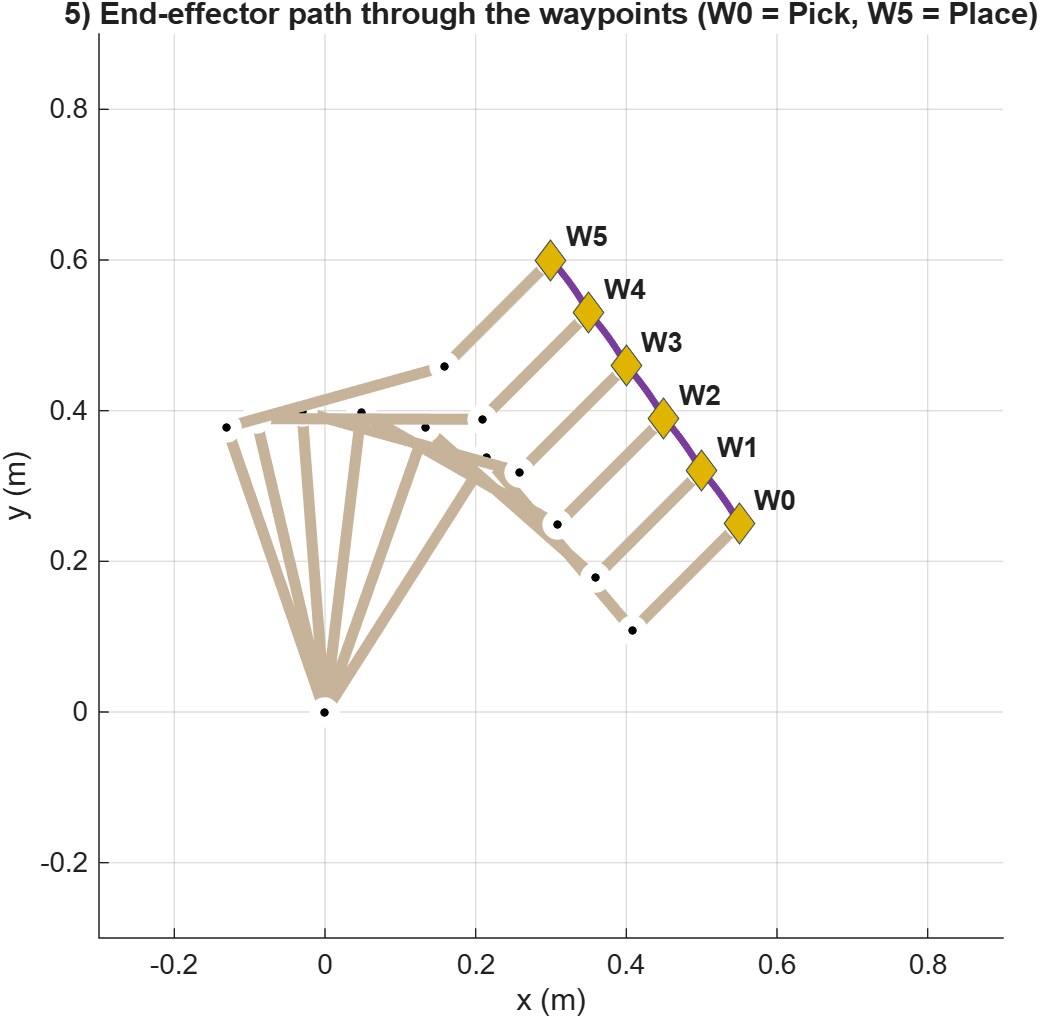 5) End-effector path through the waypoints (W0 = Pick, W5 = Place)
0.8
0.6
0.4
0.2
0
-0.2
y (m)
W5
W4
W3
W2
W1
W0
-0.2 0 0.2 0.4 0.6 0.8
x (m)